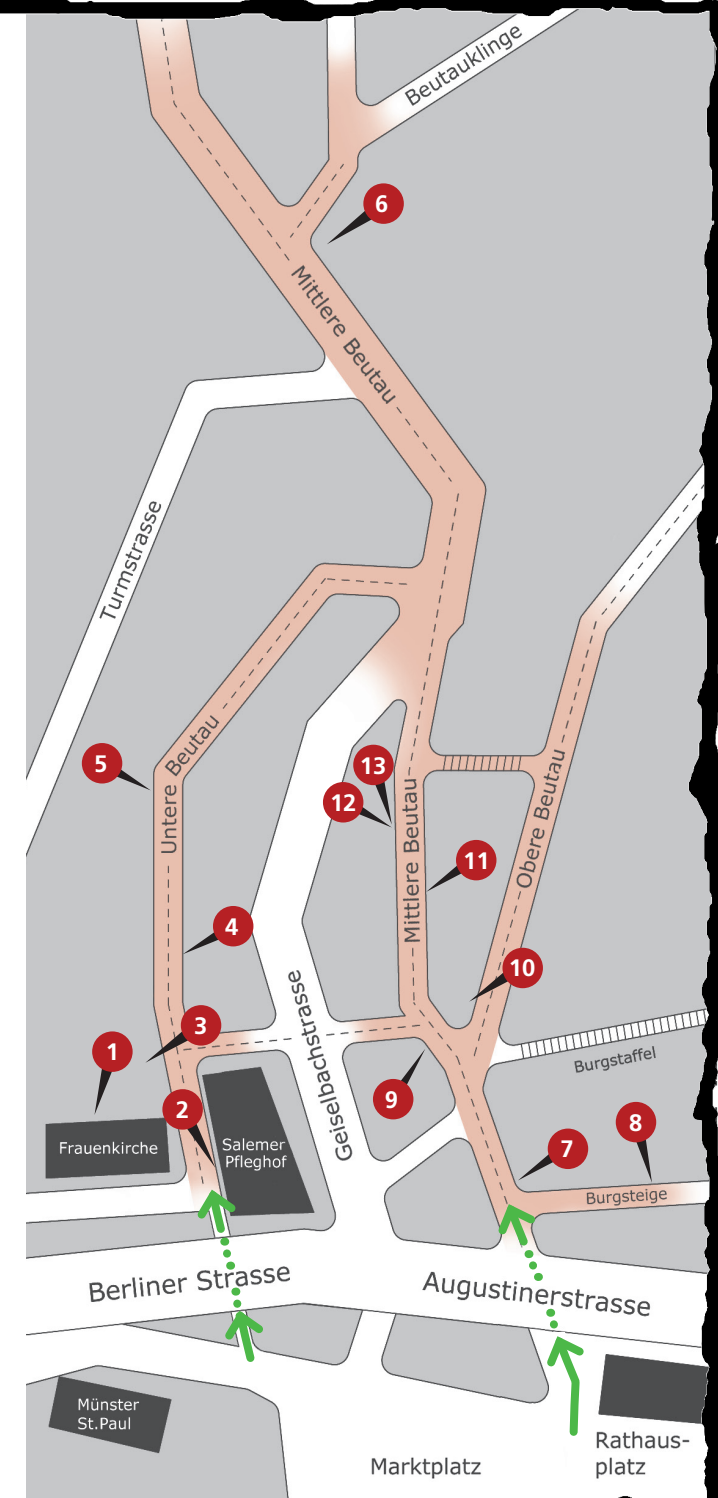 Beutauklinge
6
Mittlere Beutau
Turmstrasse
5
Untere Beutau
13
12
Mittlere Beutau
Obere Beutau
11
4
10
3
1
Geiselbachstrasse
Burgstaffel
9
2
8
7
Frauenkirche
Salemer
Pfleghof
Burgsteige
Berliner Strasse
Augustinerstrasse
Münster
St.Paul
Marktplatz
Rathaus-
platz